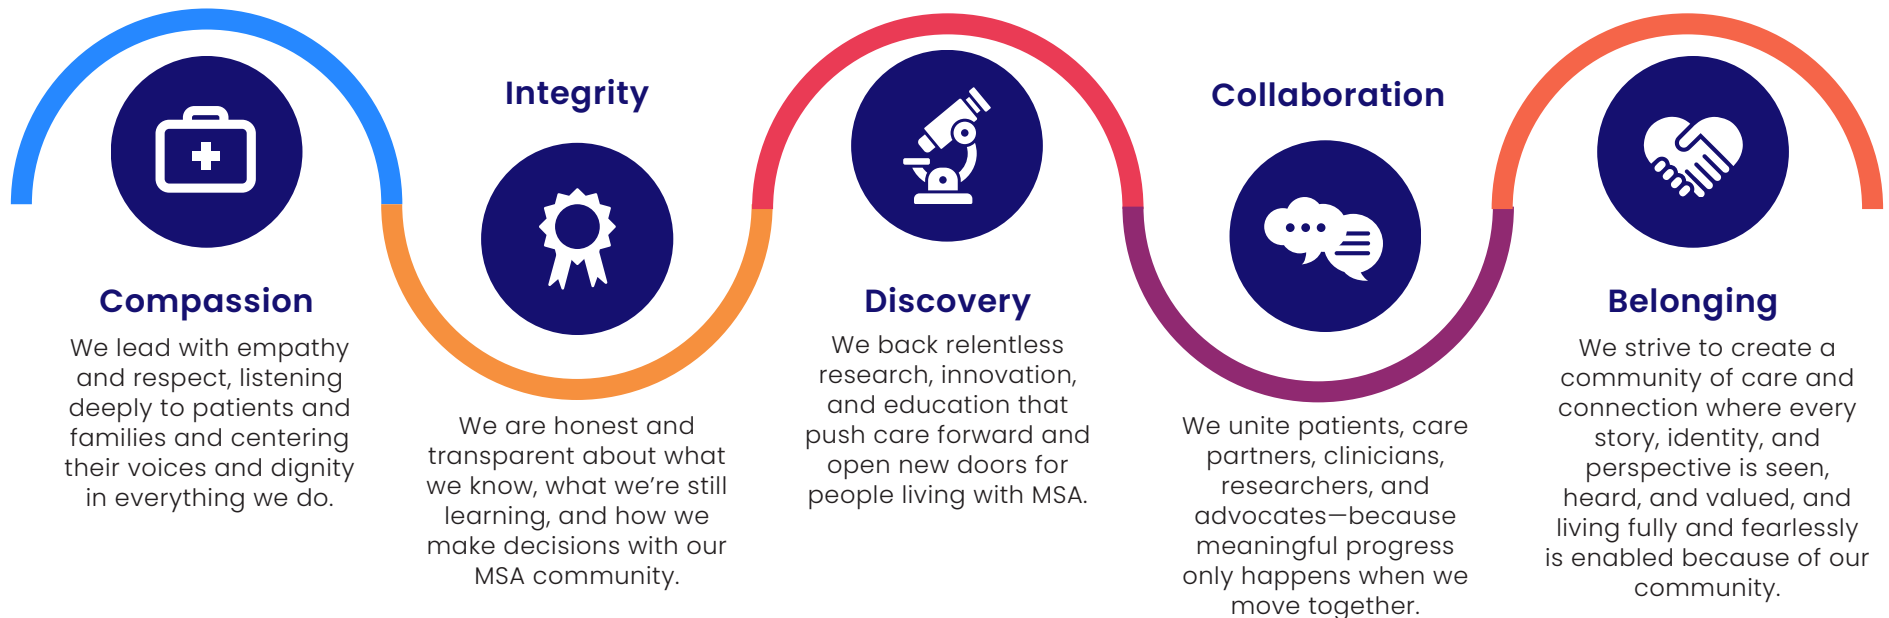 Compassion
We lead with empathy
and respect, listening
deeply to patients and
families and centering
their voices and dignity
in everything we do.
Integrity
We are honest and
transparent about what
we know, what we’re still
learning, and how we
make decisions with our
MSA community.
Discovery
We back relentless
research, innovation,
and education that
push care forward and
open new doors for
people living with MSA.
Collaboration
We unite patients, care
partners, clinicians,
researchers, and
advocates—because
meaningful progress
only happens when we
move together.
Belonging
We strive to create a
community of care and
connection where every
story, identity, and
perspective is seen,
heard, and valued, and
living fully and fearlessly
is enabled because of our
community.